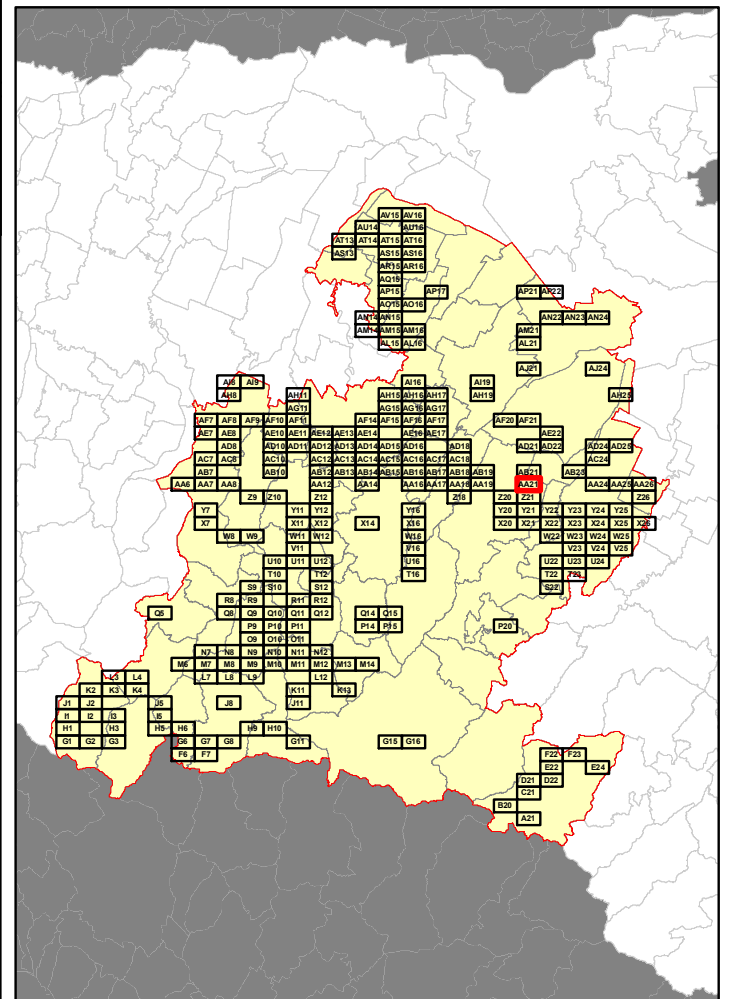 AV15 AV16
AU14 AU16
AT13 AT14 AT15 AT16
AS13 AS15 AS16
AR15 AR16
AQ15
AP15 AP17 AP21 AP22
AO15 AO16
AN14 AN15 AN22 AN23 AN24
AM14 AM15 AM16 AM21
AL15 AL16 AL21
AJ21 AJ24
AI8 AI9 AI16 AI19
AH8 AH11 AH15 AH16 AH17 AH19 AH25
AG11 AG15 AG16 AG17
AF7 AF8 AF9 AF10 AF11 AF14 AF15 AF16 AF17 AF20 AF21
AE7 AE8 AE10 AE11 AE12 AE13 AE14 AE16 AE17 AE22
AD8 AD10 AD11 AD12 AD13 AD14 AD15 AD16 AD17 AD18 AD21 AD22 AD24 AD25
AC7 AC8 AC10 AC12 AC13 AC14 AC15 AC16 AC17 AC18 AC24
AB7 AB10 AB12 AB13 AB14 AB15 AB16 AB17 AB18 AB19 AB21 AB23
AA6 AA7 AA8 AA12 AA14 AA16 AA17 AA18 AA19 AA21 AA24 AA25 AA26
Z9 Z10 Z12 Z18 Z20 Z21 Z26
Y7 Y11 Y12 Y16 Y20 Y21 Y22 Y23 Y24 Y25
X7 X11 X12 X14 X16 X20 X21 X22 X23 X24 X25 X26
W8 W9 W11 W12 W16 W22 W23 W24 W25
V11 V16 V23 V24 V25
U10 U11 U12 U16 U22 U23 U24
T10 T12 T16 T22 T23
S9 S10 S12 S22
R8 R9 R11 R12
Q5 Q8 Q9 Q10 Q11 Q12 Q14 Q15
P9 P10 P11 P14 P15 P20
O9 O10 O11
N7 N8 N9 N10 N11 N12
M6 M7 M8 M9 M10 M11 M12 M13 M14
L3 L4 L7 L8 L9 L12
K2 K3 K4 K11 K13
J1 J2 J5 J8 J11
I1 I2 I3 I5
H1 H3 H5 H6 H9 H10
G1 G2 G3 G6 G7 G8 G11 G15 G16
F6 F7 F22 F23
E22 E24
D21 D22
C21
B20
A21